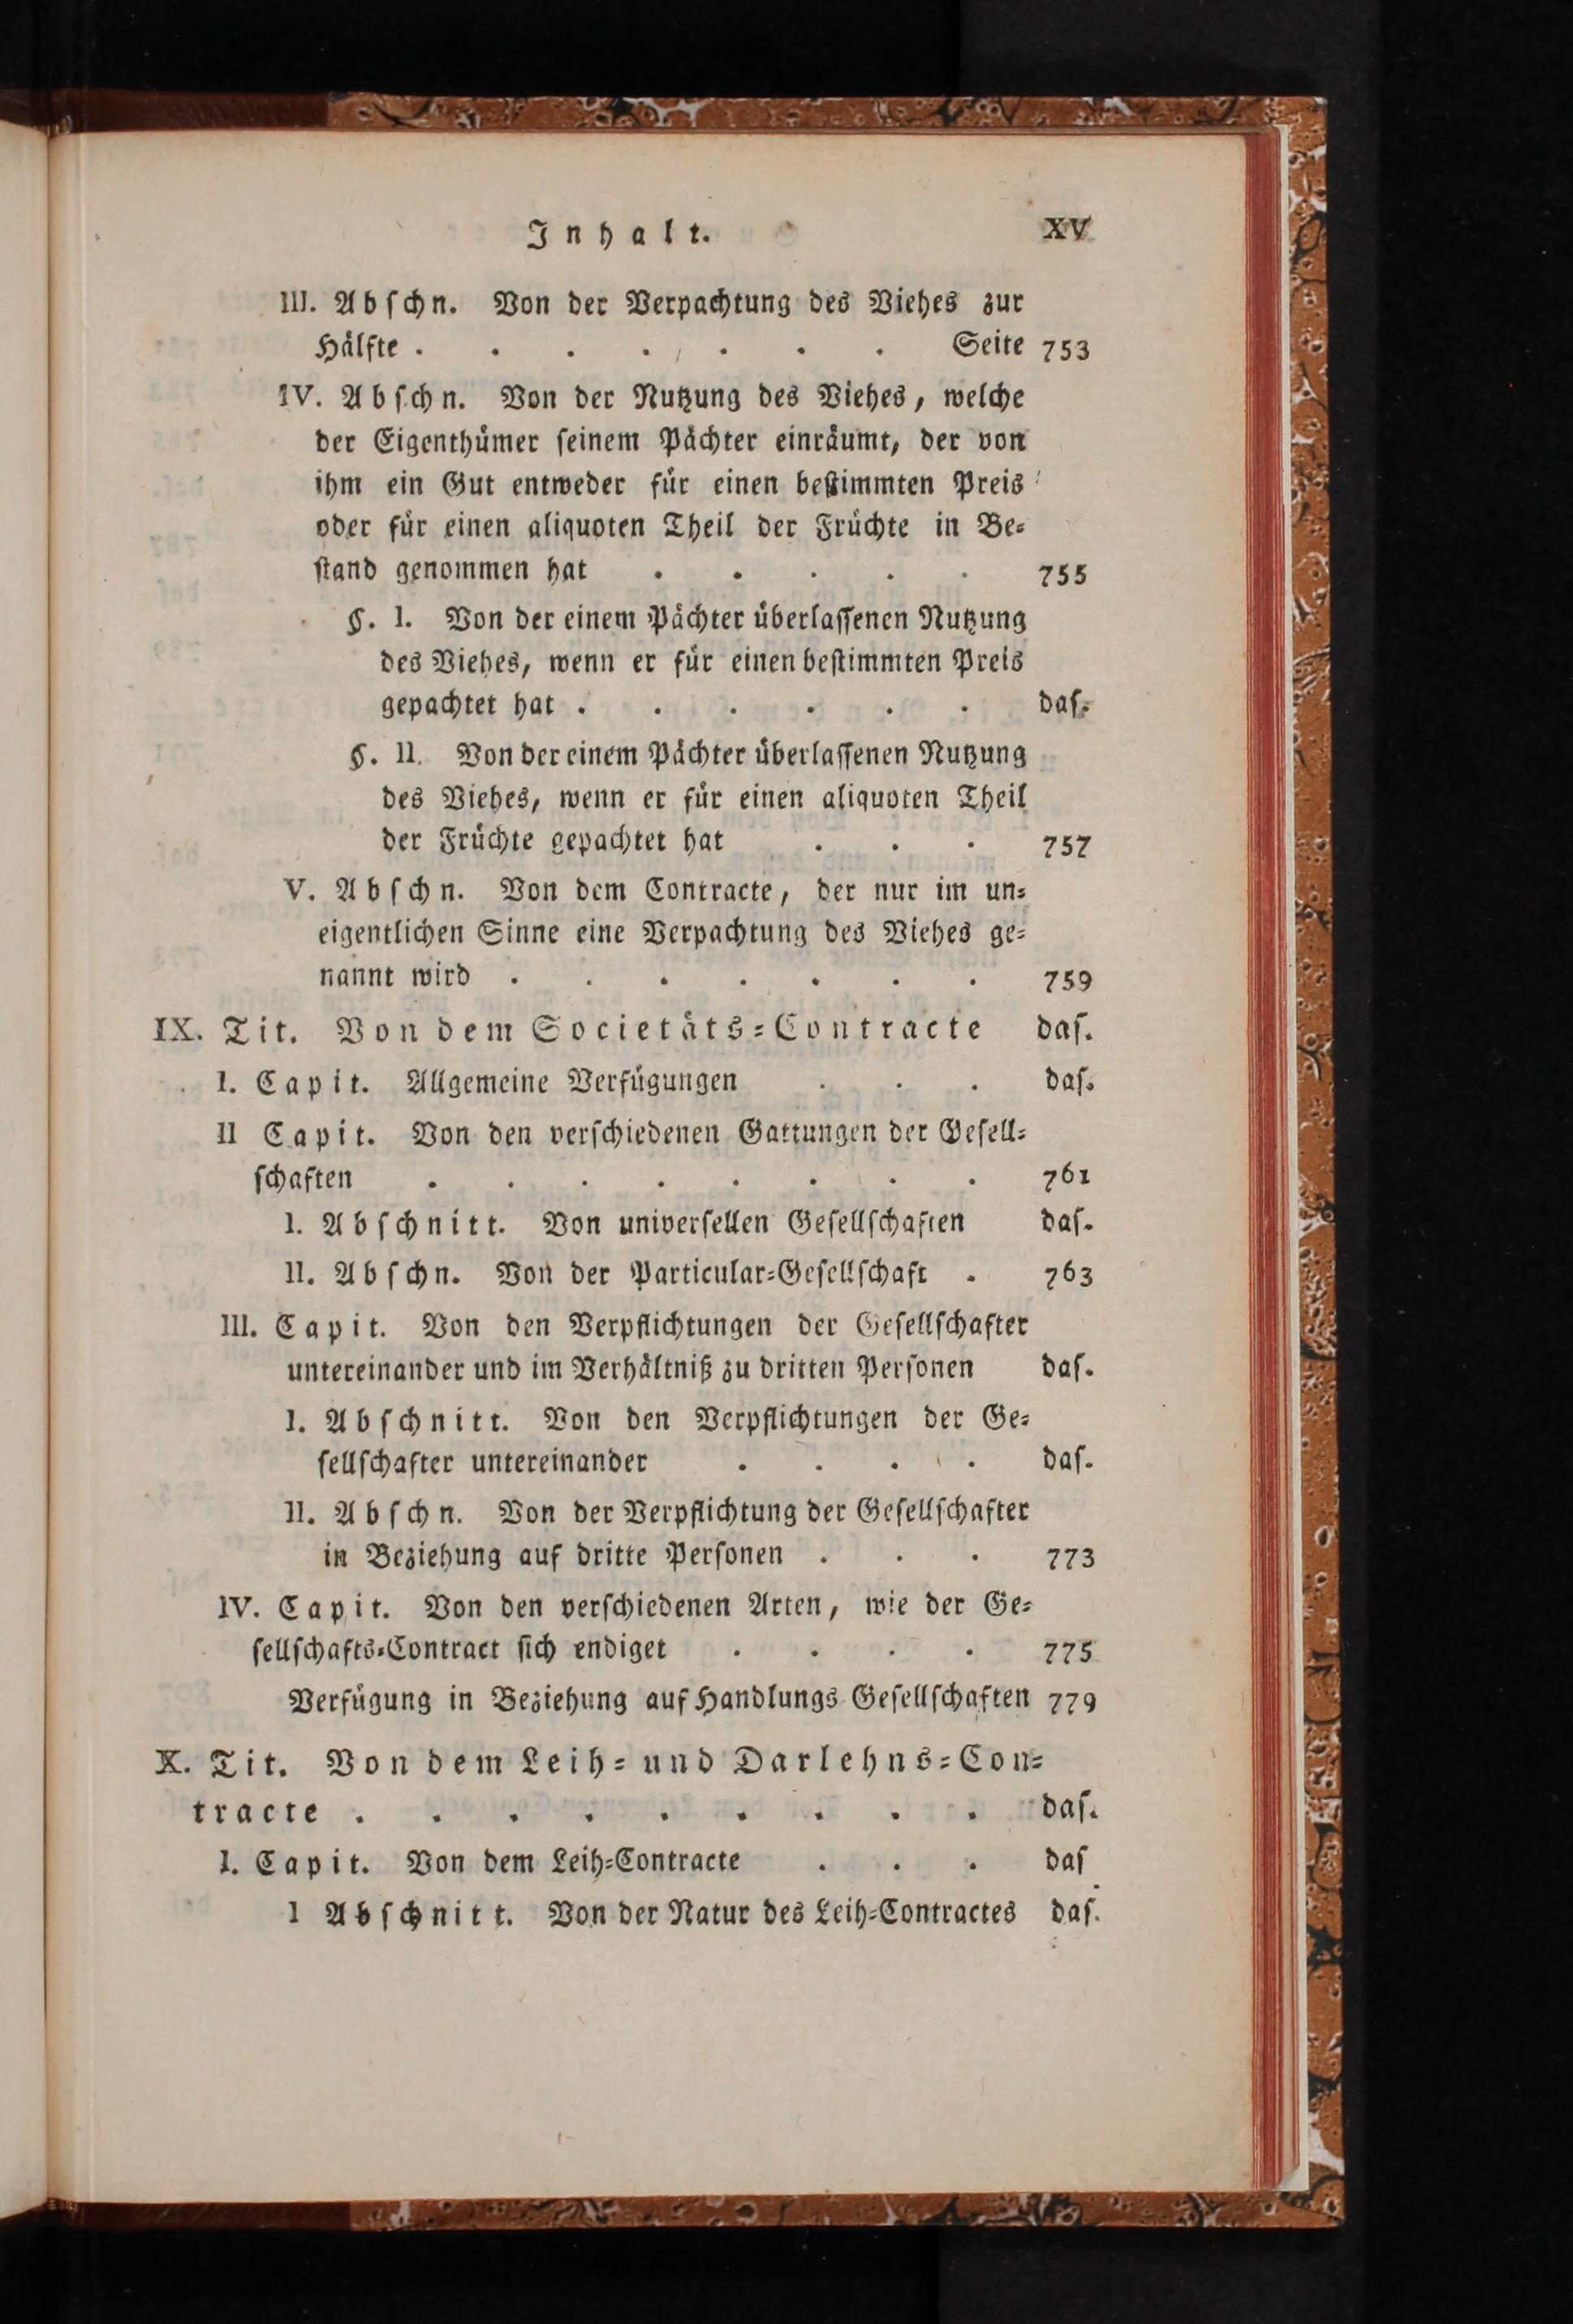 Inhalt. XV
III. Abſchn. Von der Verpachtung des Viehes zur
Hälfte . . . . . . . Seite 753
IV. Abſchn. Von der Nutzung des Viehes, welche
der Eigenthümer ſeinem Pächter einräumt, der von
ihm ein Gut entweder für einen beſtimmten Preis
oder für einen aliquoten Theil der Früchte in Be⸗
ſtand genommen hat . . . . . 755
§. I. Von der einem Pächter überlaſſenen Nutzung
des Viehes, wenn er für einen beſtimmten Preis
gepachtet hat . . . . . . daſ.
§. II. Von der einem Pächter überlaſſenen Nutzung
des Viehes, wenn er für einen aliquoten Theil
der Früchte gepachtet hat . . . 757
V. Abſchn. Von dem Contracte, der nur im un⸗
eigentlichen Sinne eine Verpachtung des Viehes ge⸗
nannt wird . . . . . . . 759
IX. Tit. Von dem Societäts⸗Contracte daſ.
I. Capit. Allgemeine Verfügungen . . . daſ.
II Capit. Von den verſchiedenen Gattungen der Geſell⸗
ſchaften . . . . . . . . 761
I. Abſchnitt. Von univerſellen Geſellſchaften daſ.
II. Abſchn. Von der Particular⸗Geſellſchaft . 763
III. Capit. Von den Verpflichtungen der Geſellſchafter
untereinander und im Verhältniß zu dritten Perſonen daſ.
I. Abſchnitt. Von den Verpflichtungen der Ge⸗
ſellſchafter untereinander . . . . daſ.
II. Abſchn. Von der Verpflichtung der Geſellſchafter
in Beziehung auf dritte Perſonen . . . 773
IV. Capit. Von den verſchiedenen Arten, wie der Ge⸗
ſellſchafts⸗Contract ſich endiget . . . . 775
Verfügung in Beziehung auf Handlungs Geſellſchaften 779
X. Tit. Von dem Leih⸗ und Darlehns⸗Con⸗
tracte . . . . . . . . . daſ.
I. Capit. Von dem Leih⸗Contracte . . . daſ
I Abſchnitt. Von der Natur des Leih⸗Contractes daſ.